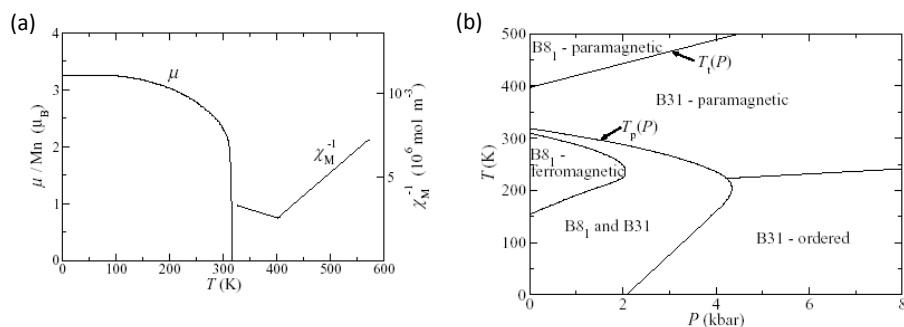 (a)
4
3
2
1
0
μ / Mn (μB)
μ
χM⁻¹
10⁻³
5
χM⁻¹ (10⁶ mol m⁻³)
0 100 200 300 400 500 600
T (K)
(b)
500
400
300
200
100
0
T(K)
B81 - paramagnetic
Tt(P)
B31 - paramagnetic
Tp(P)
B81 -
ferromagnetic
B81 and B31
B31 - ordered
0 2 4 6 8
P (kbar)